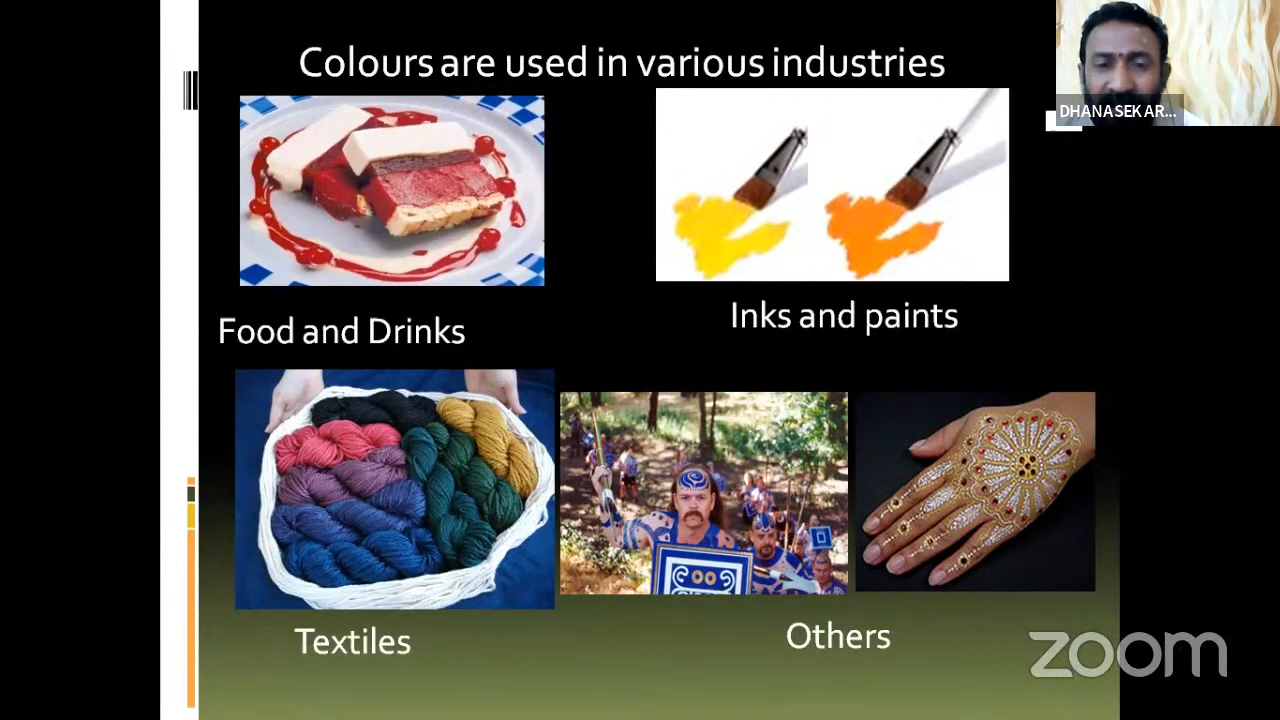 Colours are used in various industries
DHANASEKAR...
Food and Drinks
Inks and paints
Textiles
Others
zoom